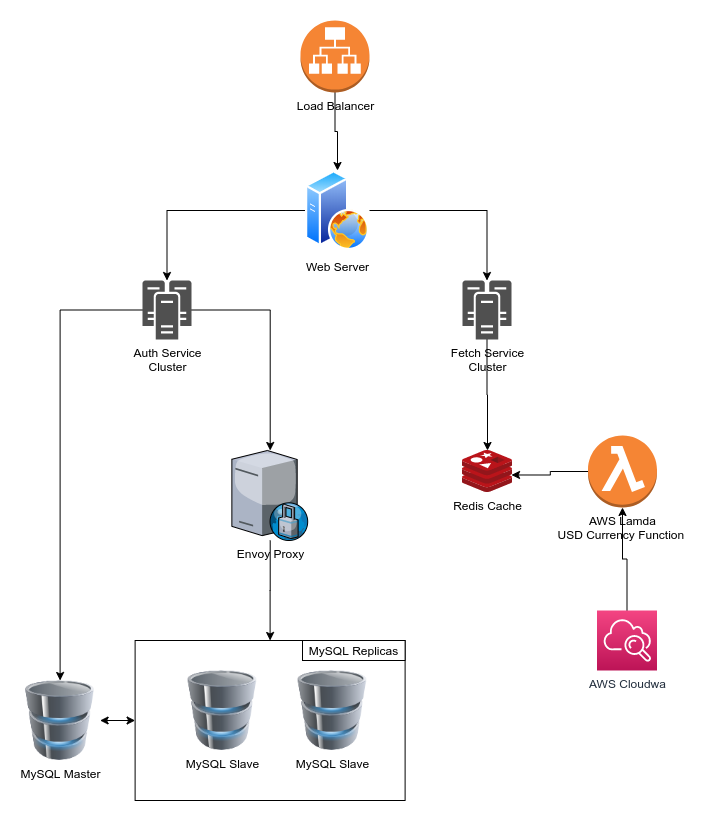 Load Balancer
Web Server
Auth Service
Cluster
Fetch Service
Cluster
Redis Cache
AWS Lamda
USD Currency Function
Envoy Proxy
MySQL Replicas
AWS Cloudwa
MySQL Slave
MySQL Slave
MySQL Master